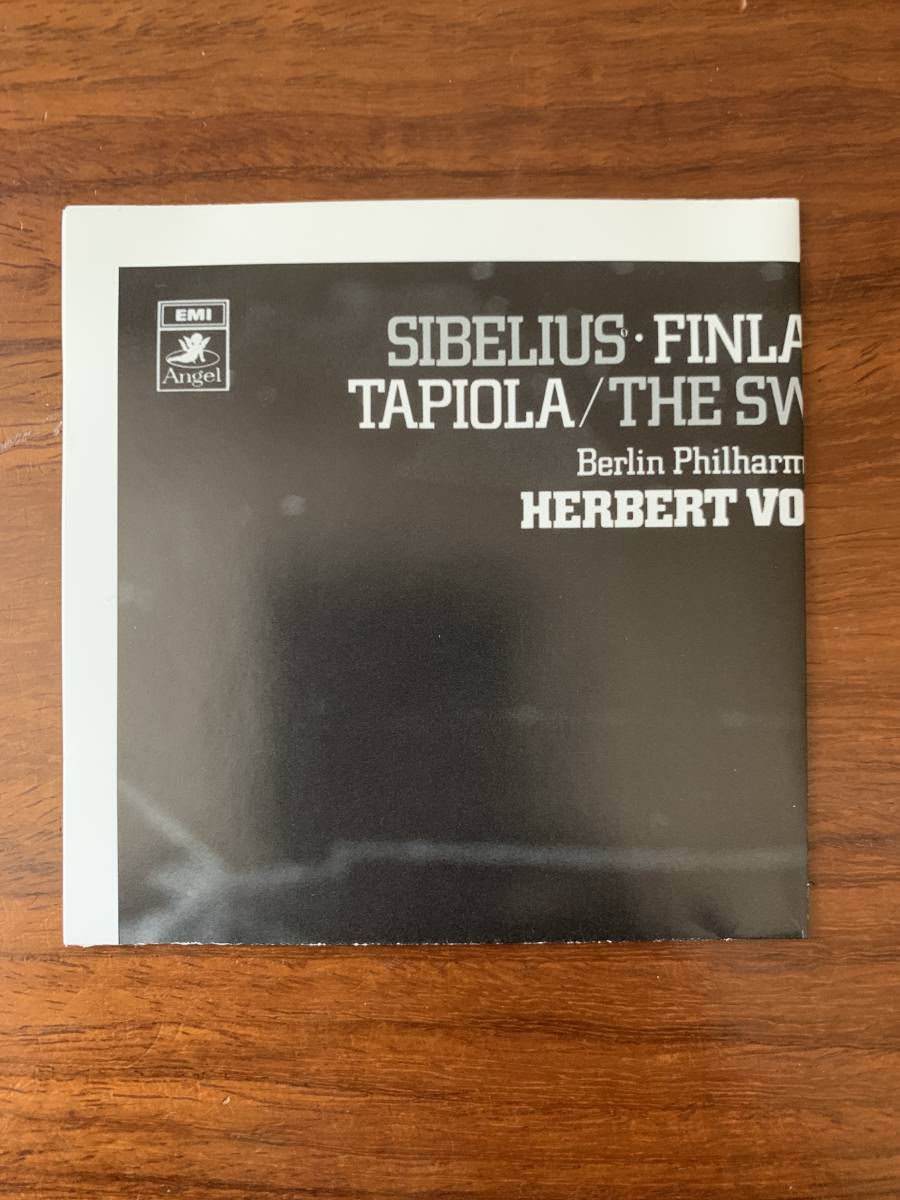 EMI
Angel
SIBELIUS · FINLA
TAPIOLA / THE SW
Berlin Philharm
HERBERT VO